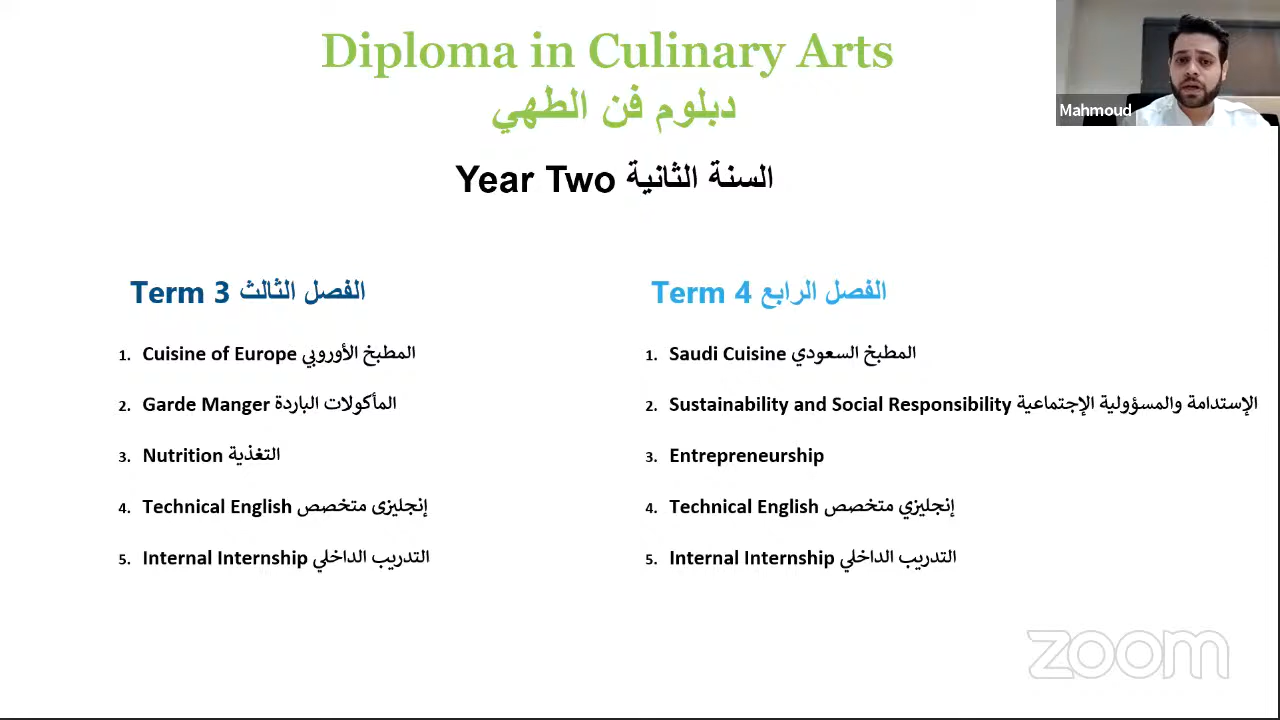 Diploma in Culinary Arts
دبلوم فن الطهي
Year Two السنة الثانية
Mahmoud
Term 3 الفصل الثالث
1. Cuisine of Europe المطبخ الأوروبي
2. Garde Manger المأكولات الباردة
3. Nutrition التغذية
4. Technical English إنجليزى متخصص
5. Internal Internship التدريب الداخلي
Term 4 الفصل الرابع
1. Saudi Cuisine المطبخ السعودي
2. Sustainability and Social Responsibility الإستدامة والمسؤولية الإجتماعية
3. Entrepreneurship
4. Technical English إنجليزي متخصص
5. Internal Internship التدريب الداخلي
zoom